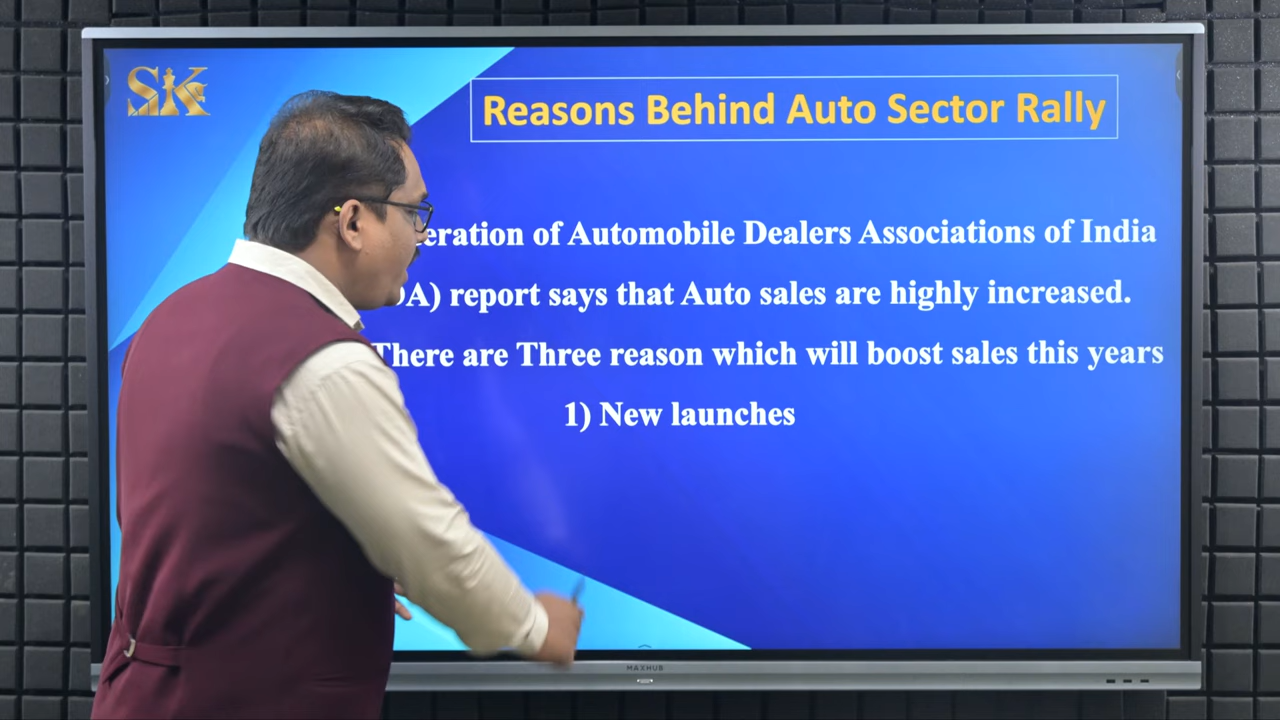 SK
Reasons Behind Auto Sector Rally
eration of Automobile Dealers Associations of India
DA) report says that Auto sales are highly increased.
There are Three reason which will boost sales this years
1) New launches
MAXHUB